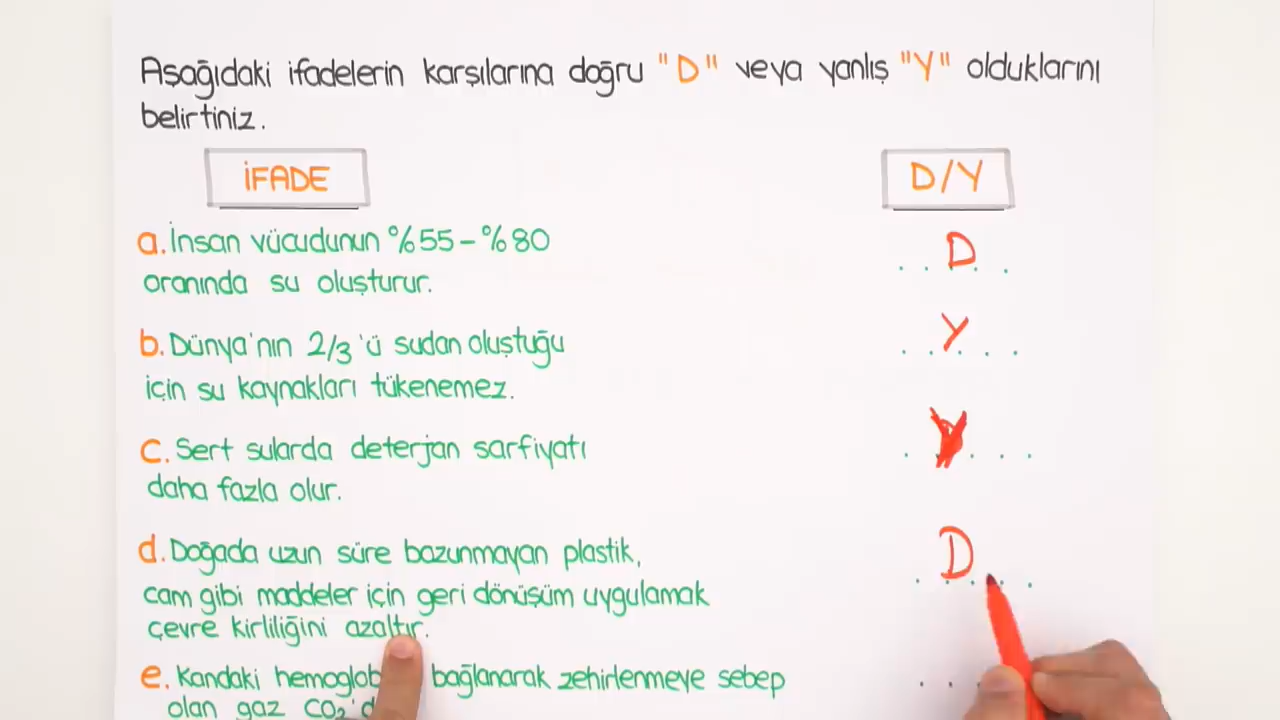 Aşağıdaki ifadelerin karşılarına doğru "D" veya yanlış "Y" olduklarını
belirtiniz.
İFADE
D/Y
a. İnsan vücudunun %55-%80
oranında su oluşturur.
D
b. Dünya'nın 2/3'ü sudan oluştuğu
için su kaynakları tükenemez.
Y
c. Sert sularda deterjan sarfiyatı
daha fazla olur.
d. Doğada uzun süre bozunmayan plastik,
cam gibi maddeler için geri dönüşüm uygulamak
çevre kirliliğini azaltır.
D
e. Kandaki bağlanarak zehirlenmeye sebep
olan gaz CO₂'d